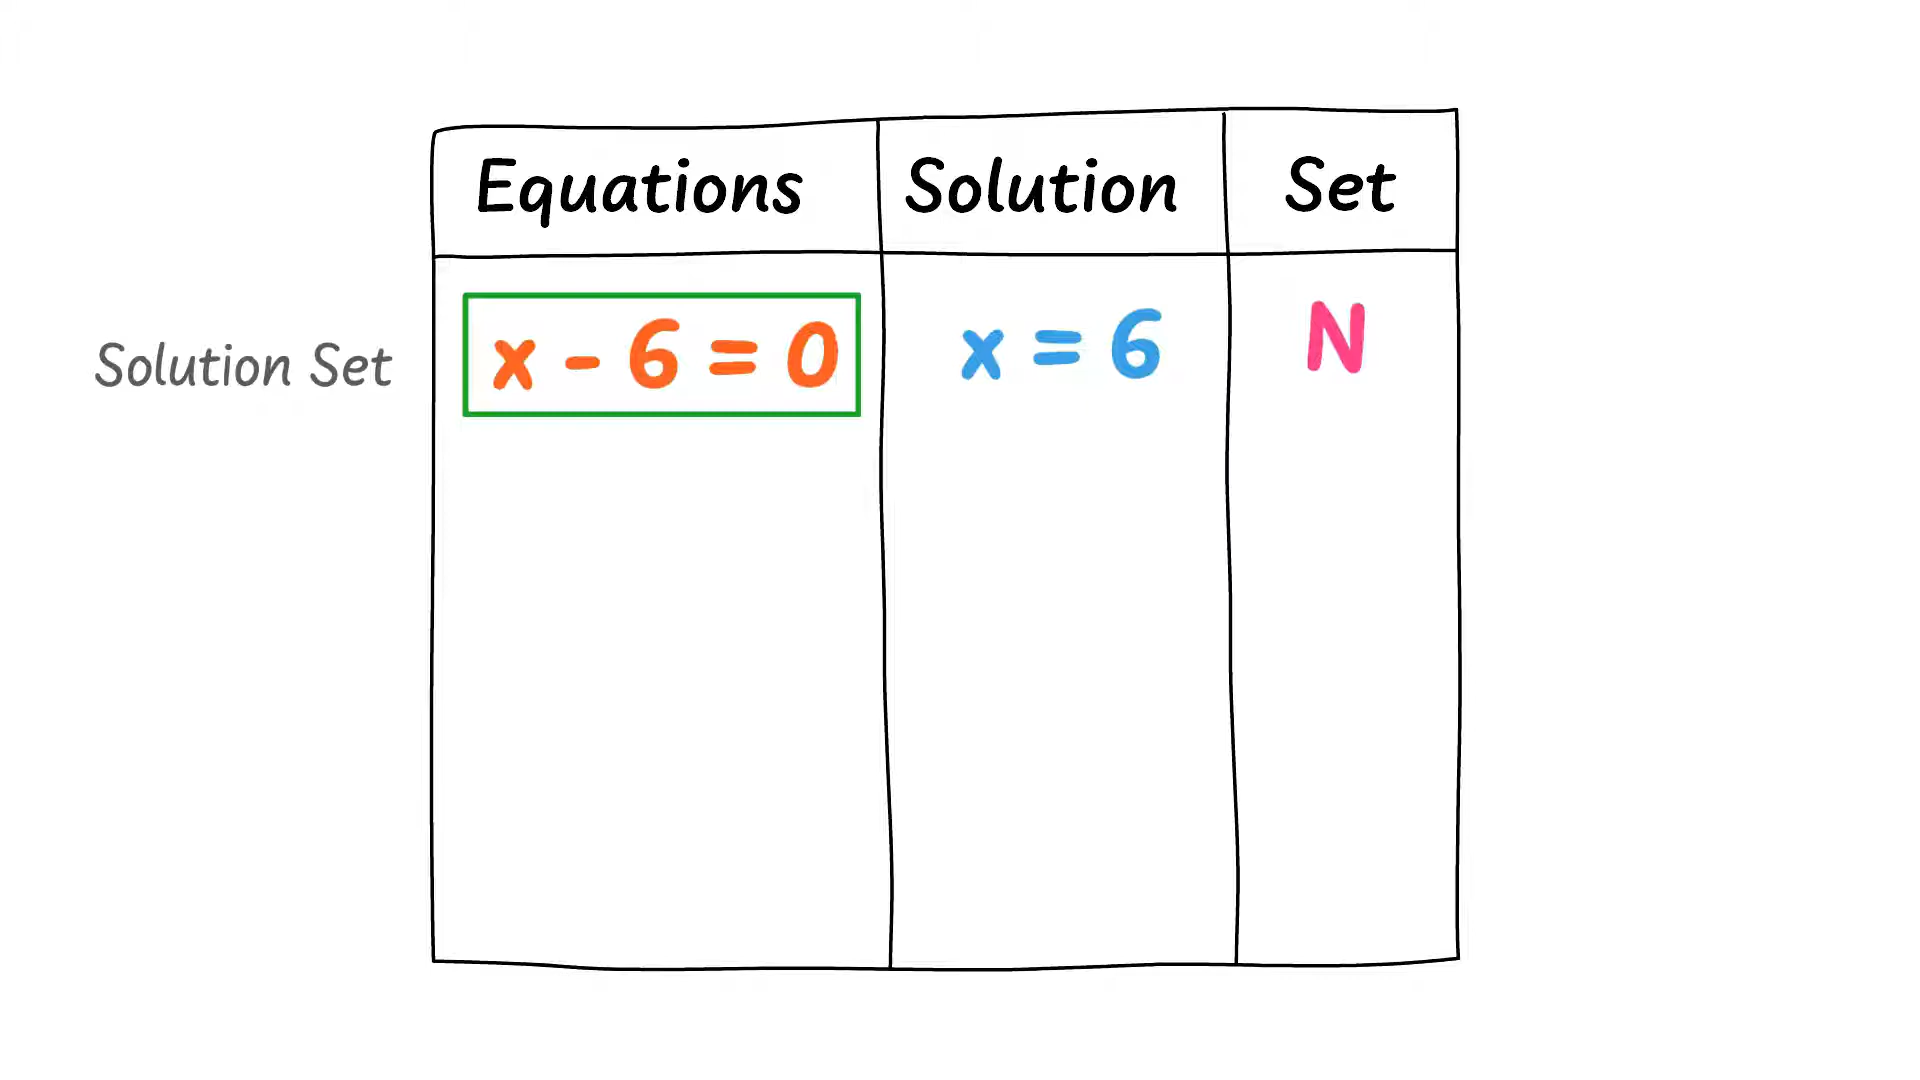 Equations Solution Set
Solution Set x - 6 = 0 x = 6 N